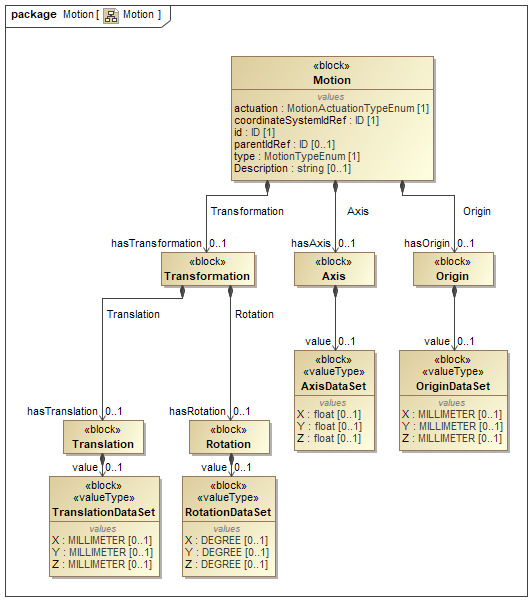 package Motion [ Motion ]
«block»
Motion
values
actuation : MotionActuationTypeEnum [1]
coordinateSystemIdRef : ID [1]
id : ID [1]
parentIdRef : ID [0..1]
type : MotionTypeEnum [1]
Description : string [0..1]
Transformation
Axis
Origin
hasTransformation 0..1
hasAxis 0..1
hasOrigin 0..1
«block»
Transformation
«block»
Axis
«block»
Origin
Translation
Rotation
value 0..1
value 0..1
«block»
«valueType»
AxisDataSet
values
X : float [0..1]
Y : float [0..1]
Z : float [0..1]
«block»
«valueType»
OriginDataSet
values
X : MILLIMETER [0..1]
Y : MILLIMETER [0..1]
Z : MILLIMETER [0..1]
hasTranslation 0..1
hasRotation 0..1
«block»
Translation
«block»
Rotation
value 0..1
value 0..1
«block»
«valueType»
TranslationDataSet
values
X : MILLIMETER [0..1]
Y : MILLIMETER [0..1]
Z : MILLIMETER [0..1]
«block»
«valueType»
RotationDataSet
values
X : DEGREE [0..1]
Y : DEGREE [0..1]
Z : DEGREE [0..1]